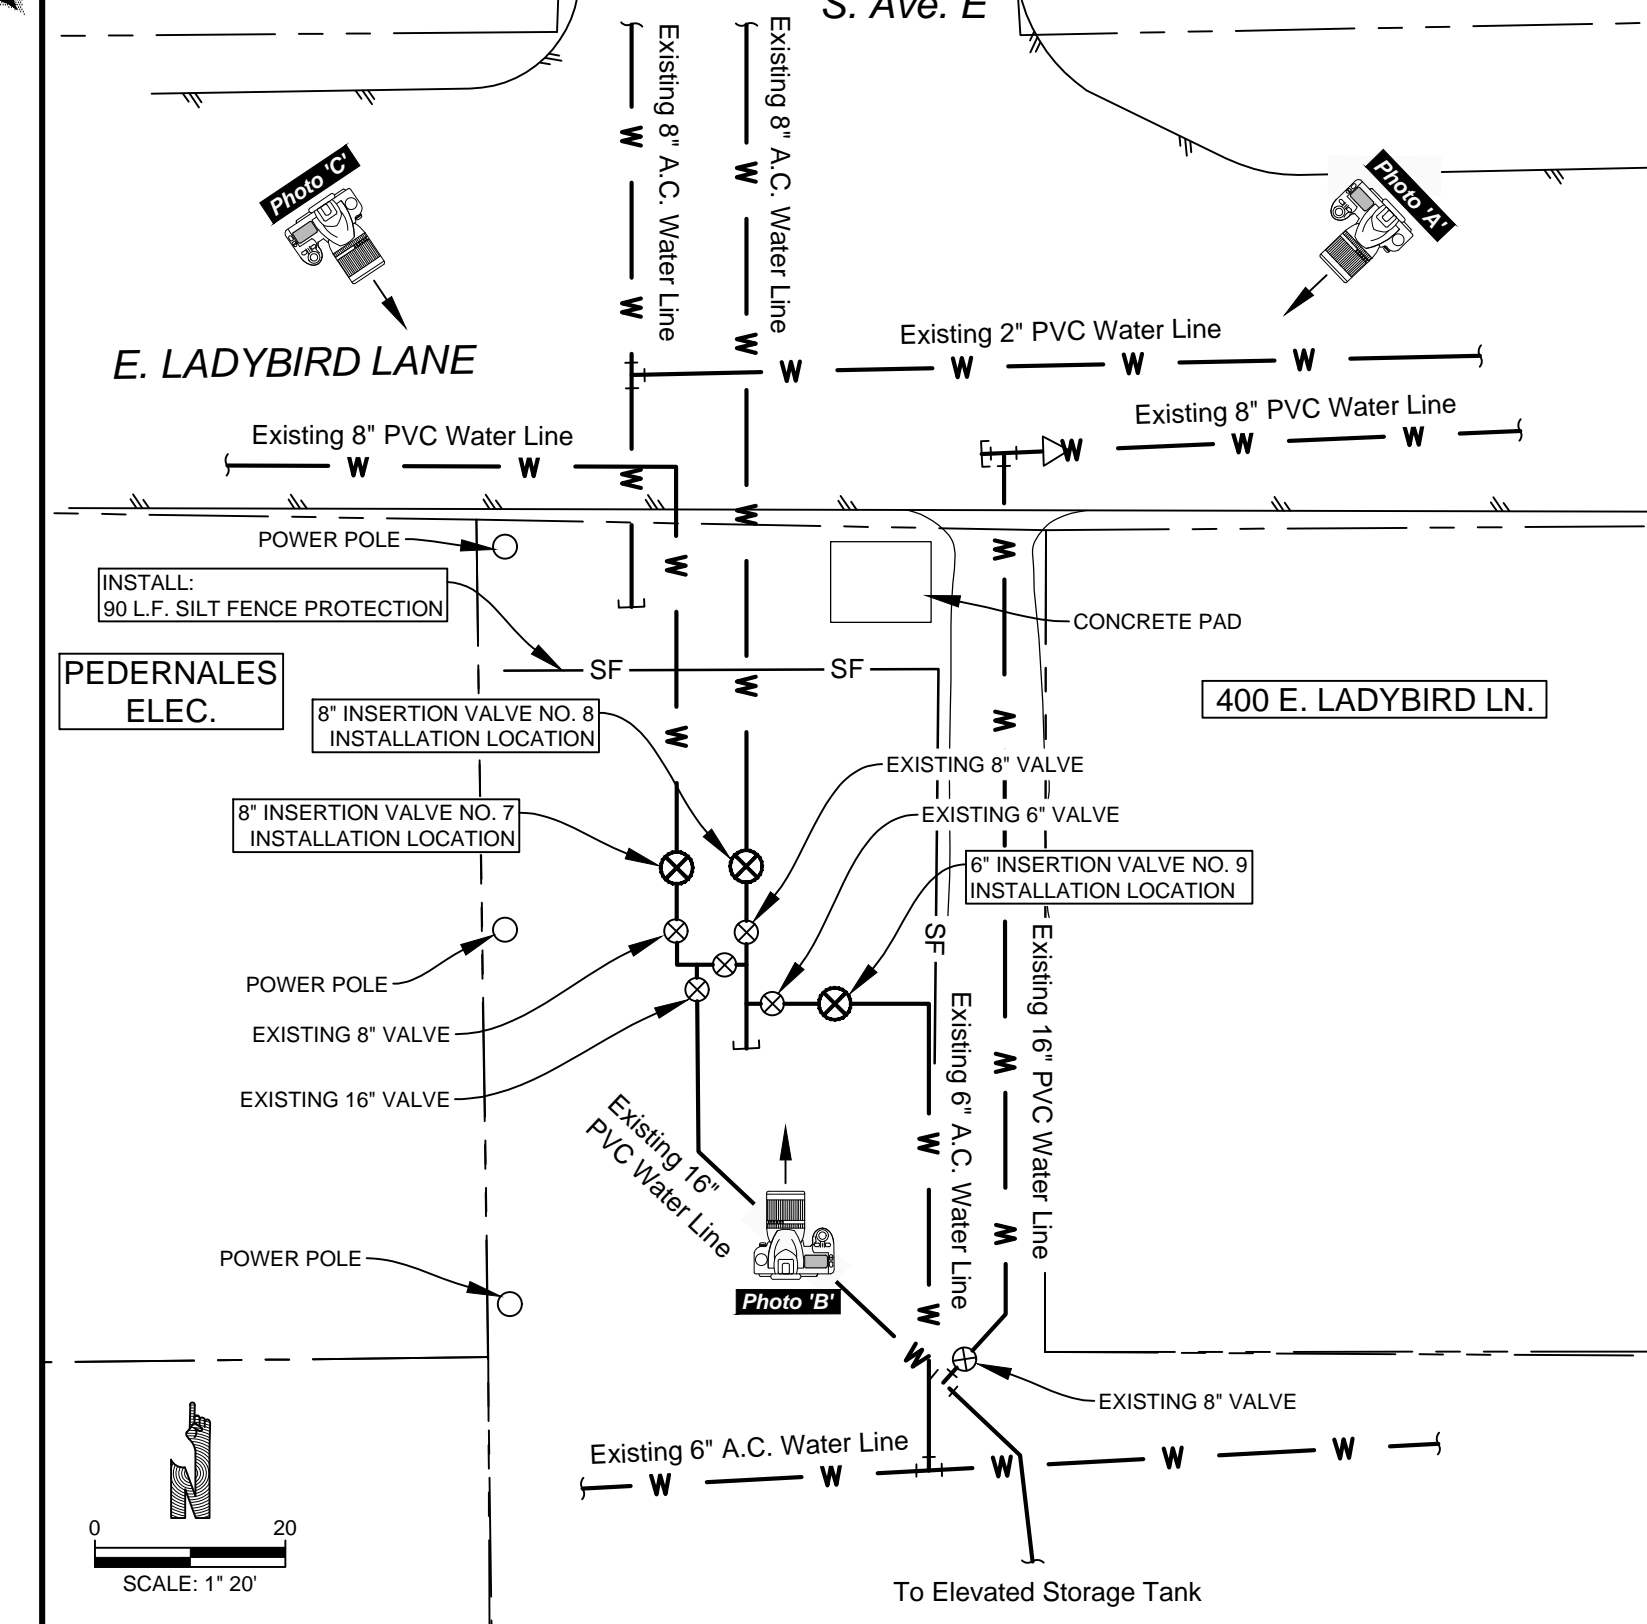 S. Ave. E
Existing 8" A.C. Water Line
Existing 8" A.C. Water Line
Photo 'C'
Photo 'A'
Existing 2" PVC Water Line
E. LADYBIRD LANE
Existing 8" PVC Water Line
Existing 8" PVC Water Line
W W W W
W W
W W W
W W W W W
W W W W W
POWER POLE
INSTALL:
90 L.F. SILT FENCE PROTECTION
CONCRETE PAD
PEDERNALES
ELEC.
SF SF
400 E. LADYBIRD LN.
8" INSERTION VALVE NO. 8
INSTALLATION LOCATION
EXISTING 8" VALVE
8" INSERTION VALVE NO. 7
INSTALLATION LOCATION
EXISTING 6" VALVE
6" INSERTION VALVE NO. 9
INSTALLATION LOCATION
SF
POWER POLE
EXISTING 8" VALVE
EXISTING 16" VALVE
Existing 16"
PVC Water Line
Existing 6" A.C. Water Line
Existing 16" PVC Water Line
W W W W
W W W
POWER POLE
Photo 'B'
EXISTING 8" VALVE
Existing 6" A.C. Water Line
W W W W W
N
0 20
SCALE: 1" 20'
To Elevated Storage Tank